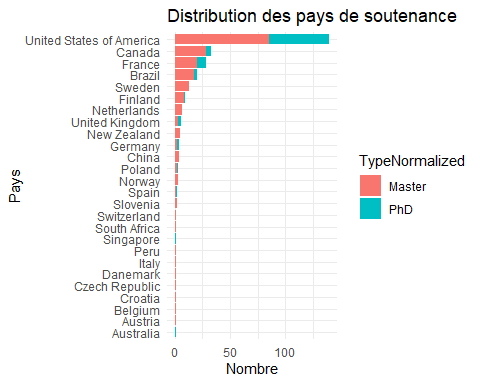 Distribution des pays de soutenance
United States of America
Canada
France
Brazil
Sweden
Finland
Netherlands
United Kingdom
New Zealand
Germany
China
Poland
Norway
Spain
Slovenia
Switzerland
South Africa
Singapore
Peru
Italy
Danemark
Czech Republic
Croatia
Belgium
Austria
Australia
Pays
0 50 100
Nombre
TypeNormalized
Master
PhD